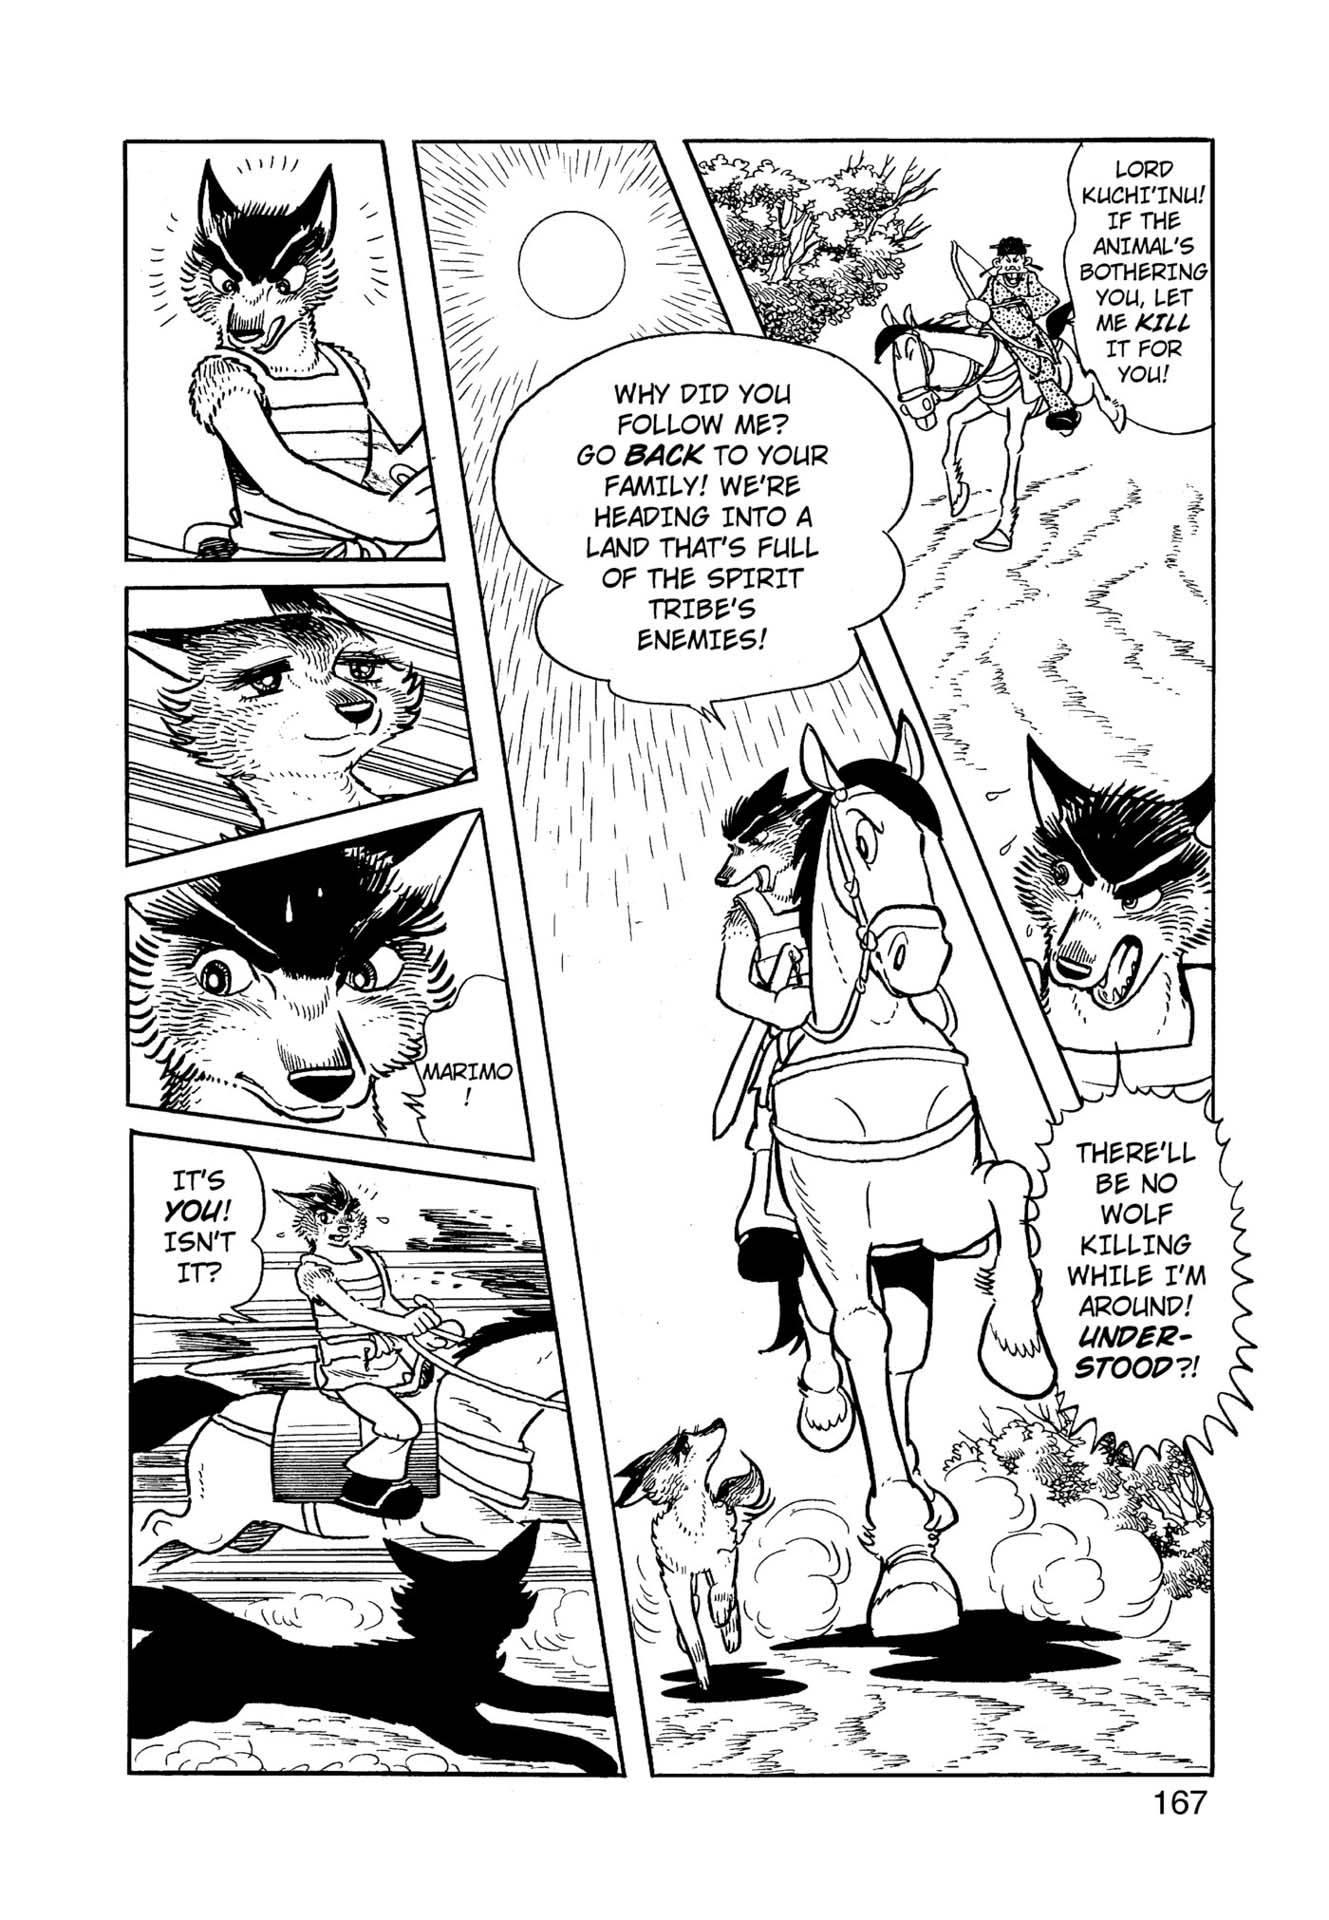 MARIMO
!
IT'S
YOU!
ISN'T
IT?
WHY DID YOU
FOLLOW ME?
GO BACK TO YOUR
FAMILY! WE'RE
HEADING INTO A
LAND THAT'S FULL
OF THE SPIRIT
TRIBE'S
ENEMIES!
LORD
KUCHI'INU!
IF THE
ANIMAL'S
BOTHERING
YOU, LET
ME KILL
IT FOR
YOU!
THERE'LL
BE NO
WOLF
KILLING
WHILE I'M
AROUND!
UNDER-
STOOD?!
167